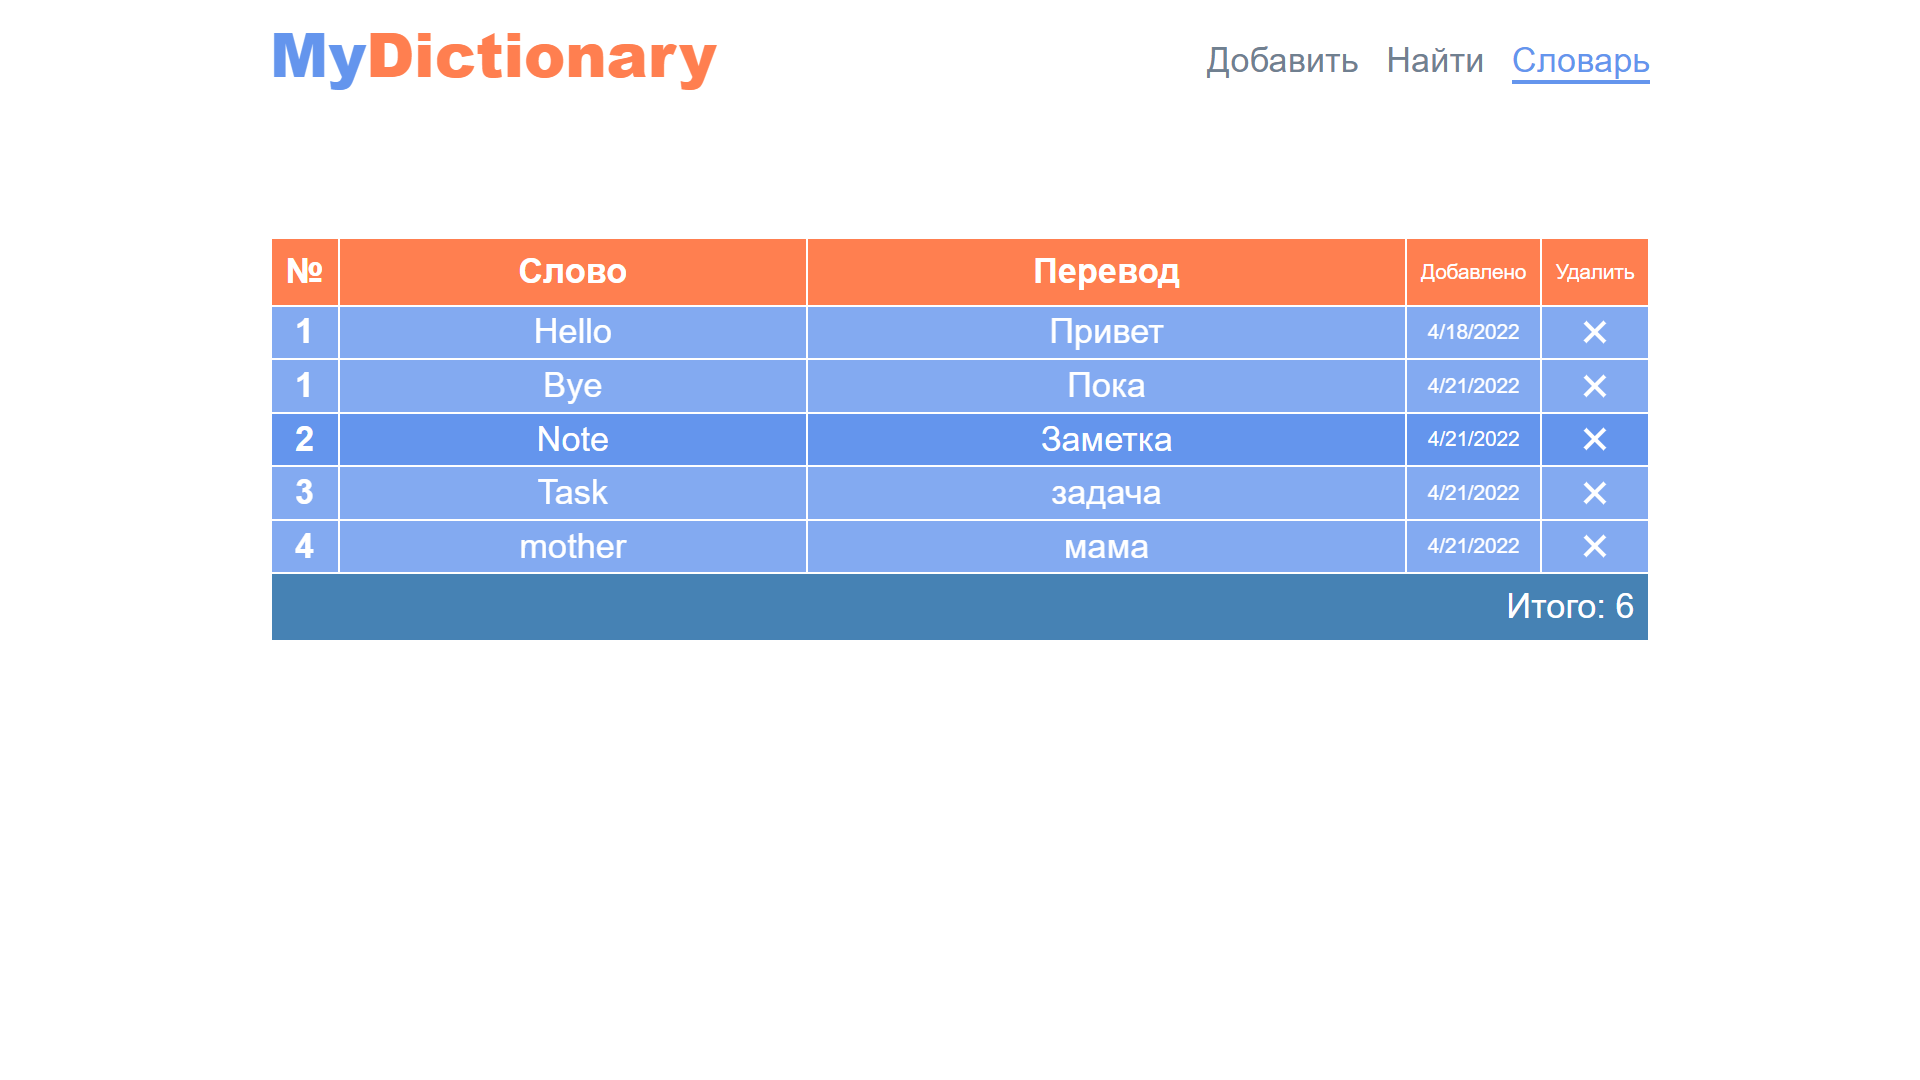 MyDictionary
Добавить Найти Словарь
№ Слово Перевод Добавлено Удалить
1 Hello Привет 4/18/2022 ✕
1 Bye Пока 4/21/2022 ✕
2 Note Заметка 4/21/2022 ✕
3 Task задача 4/21/2022 ✕
4 mother мама 4/21/2022 ✕
Итого: 6